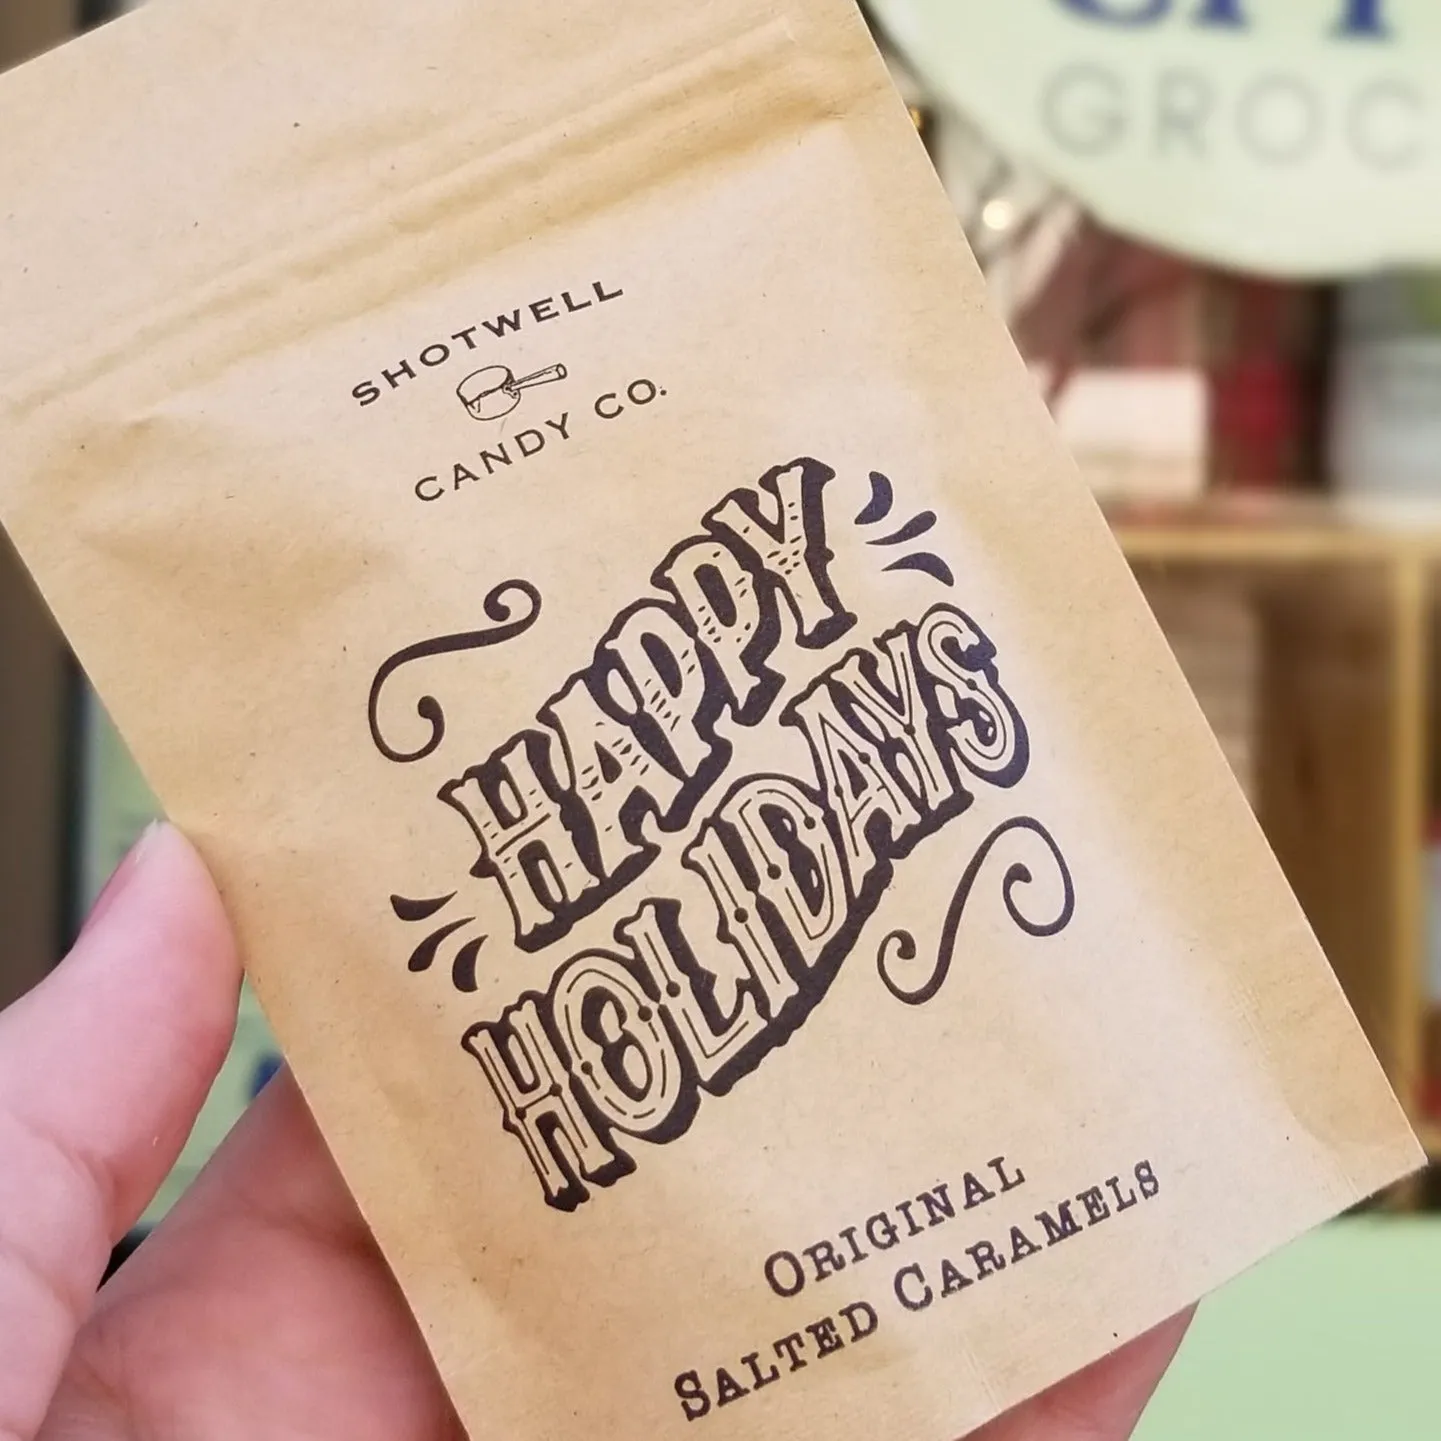 SHOTWELL
CANDY CO.
HAPPY
HOLIDAYS
ORIGINAL
SALTED CARAMELS
GROC